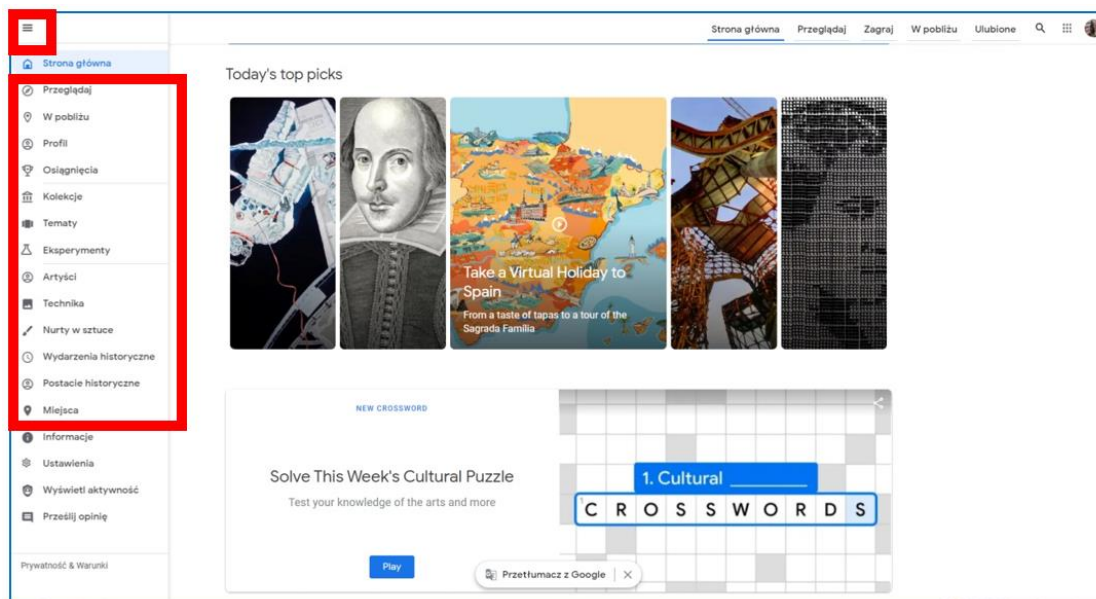 Strona główna
Przeglądaj
Zagraj
W pobliżu
Ulubione
Strona główna
Przeglądaj
W pobliżu
Profil
Osiągnięcia
Kolekcje
Tematy
Eksperymenty
Artyści
Technika
Nurty w sztuce
Wydarzenia historyczne
Postacie historyczne
Miejsca
Informacje
Ustawienia
Wyświetl aktywność
Prześlij opinię
Prywatność & Warunki
Today's top picks
Take a Virtual Holiday to
Spain
From a taste of tapas to a tour of the
Sagrada Família
NEW CROSSWORD
Solve This Week's Cultural Puzzle
Test your knowledge of the arts and more
Play
1. Cultural ________
1
CROSSWORDS
Przetłumacz z Google